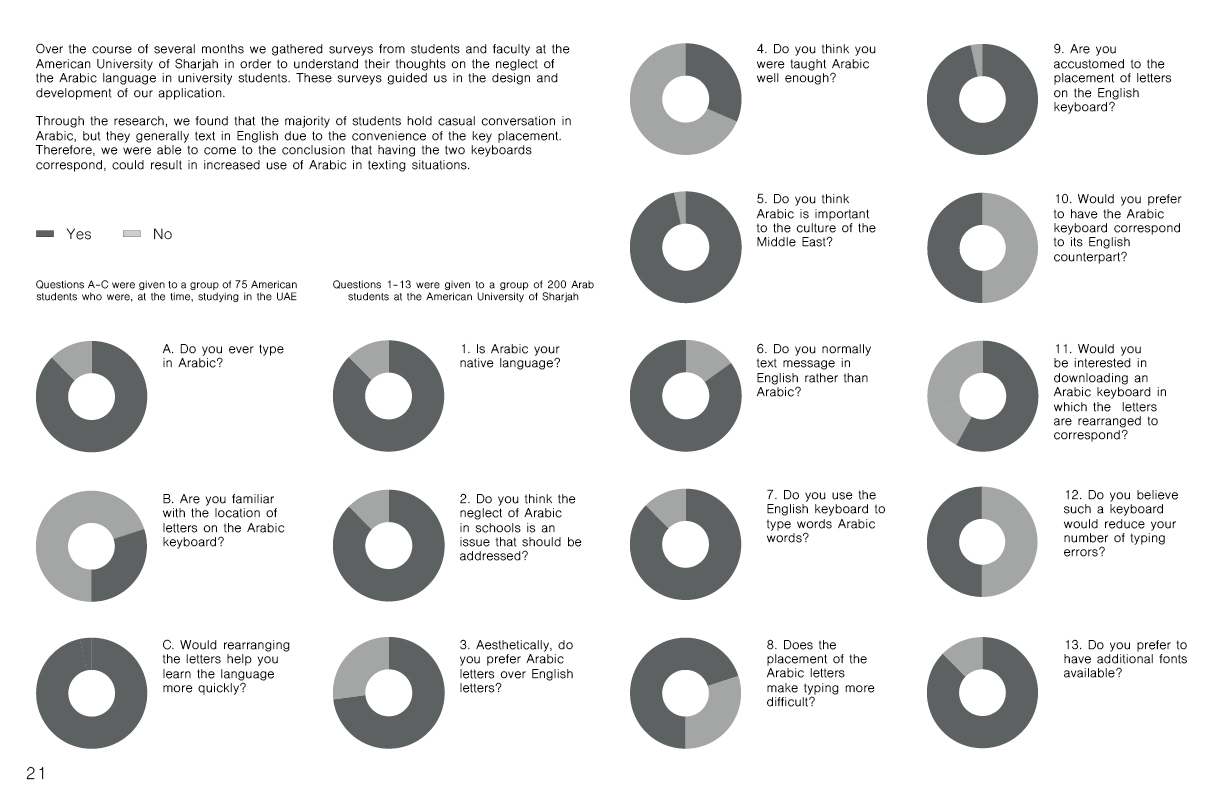 Over the course of several months we gathered surveys from students and faculty at the
American University of Sharjah in order to understand their thoughts on the neglect of
the Arabic language in university students. These surveys guided us in the design and
development of our application.
Through the research, we found that the majority of students hold casual conversation in
Arabic, but they generally text in English due to the convenience of the key placement.
Therefore, we were able to come to the conclusion that having the two keyboards
correspond, could result in increased use of Arabic in texting situations.
Yes
No
Questions A-C were given to a group of 75 American
students who were, at the time, studying in the UAE
A. Do you ever type
in Arabic?
B. Are you familiar
with the location of
letters on the Arabic
keyboard?
C. Would rearranging
the letters help you
learn the language
more quickly?
Questions 1-13 were given to a group of 200 Arab
students at the American University of Sharjah
1. Is Arabic your
native language?
2. Do you think the
neglect of Arabic
in schools is an
issue that should be
addressed?
3. Aesthetically, do
you prefer Arabic
letters over English
letters?
4. Do you think you
were taught Arabic
well enough?
5. Do you think
Arabic is important
to the culture of the
Middle East?
6. Do you normally
text message in
English rather than
Arabic?
7. Do you use the
English keyboard to
type words Arabic
words?
8. Does the
placement of the
Arabic letters
make typing more
difficult?
9. Are you
accustomed to the
placement of letters
on the English
keyboard?
10. Would you prefer
to have the Arabic
keyboard correspond
to its English
counterpart?
11. Would you
be interested in
downloading an
Arabic keyboard in
which the letters
are rearranged to
correspond?
12. Do you believe
such a keyboard
would reduce your
number of typing
errors?
13. Do you prefer to
have additional fonts
available?
21